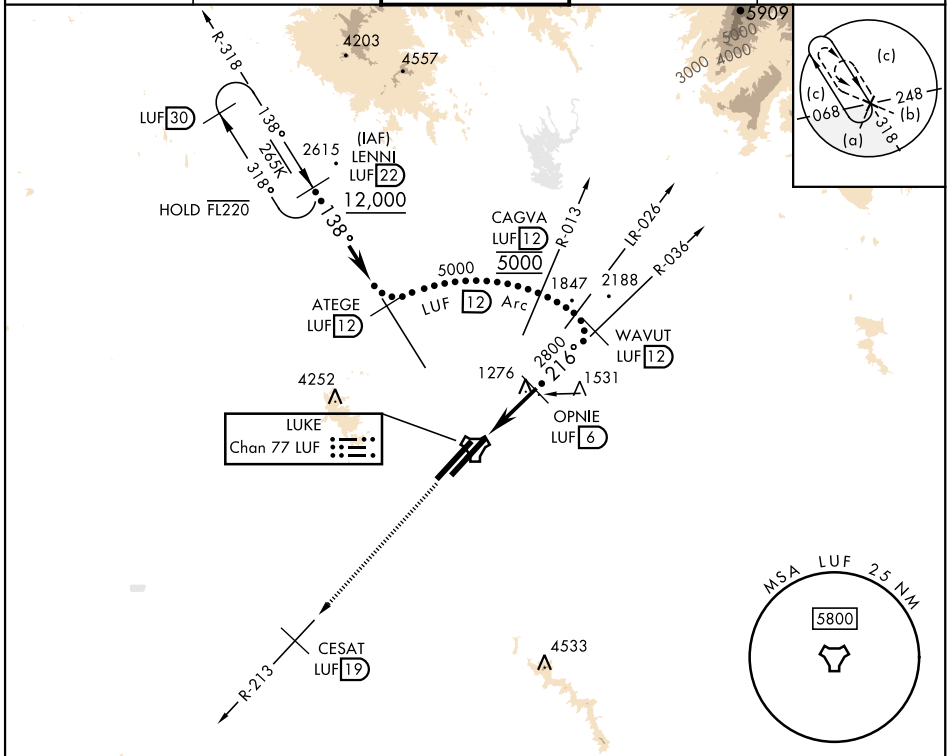 5909
5000
4000
3000
4203
4557
R-318
LUF 30
138°
265K
318°
2615
(IAF)
LENNI
LUF 22
12,000
HOLD FL220
138°
(c)
(c)
248
068
(b)
(a)
318
CAGVA
LUF 12
5000
R-013
LR-026
R-036
5000
LUF 12 Arc
1847
2188
ATEGE
LUF 12
WAVUT
LUF 12
2800
216°
1276
1531
4252
OPNIE
LUF 6
LUKE
Chan 77 LUF
MSA LUF 25 NM
5800
CESAT
LUF 19
R-213
4533